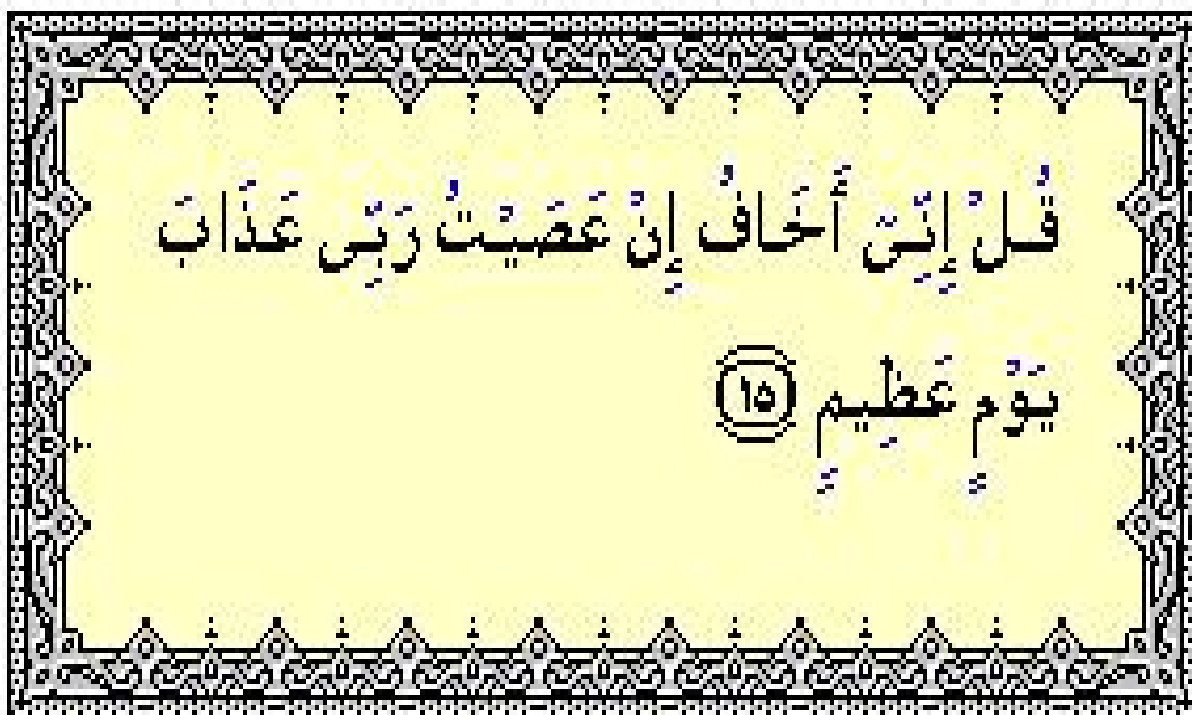 قُلْ إِنِّىٓ أَخَافُ إِنْ عَصَيْتُ رَبِّى عَذَابَ
يَوْمٍ عَظِيمٍ ١٥